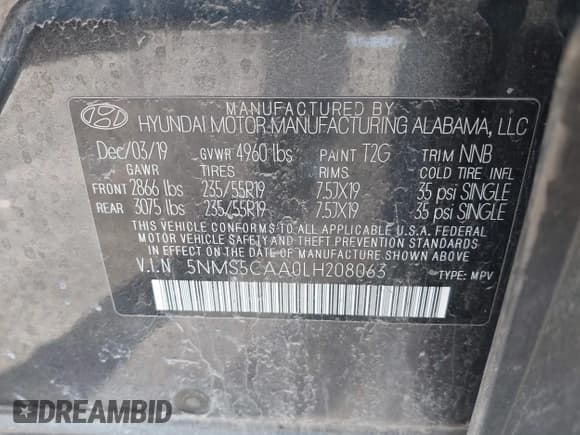 MANUFACTURED BY
HYUNDAI MOTOR MANUFACTURING ALABAMA, LLC
Dec/03/19 GVWR 4960 lbs PAINT T2G TRIM NNB
GAWR TIRES RIMS COLD TIRE INFL
FRONT 2866 lbs 235/55R19 7.5JX19 35 psi SINGLE
REAR 3075 lbs 235/55R19 7.5JX19 35 psi SINGLE
THIS VEHICLE CONFORMS TO ALL APPLICABLE U.S.A. FEDERAL
MOTOR VEHICLE SAFETY AND BUMPER STANDARDS
IN EFFECT ON THE DATE OF MANUFACTURE SHOWN ABOVE
V.I.N 5NMS5CAA0LH208063 TYPE: MPV
DREAMBID